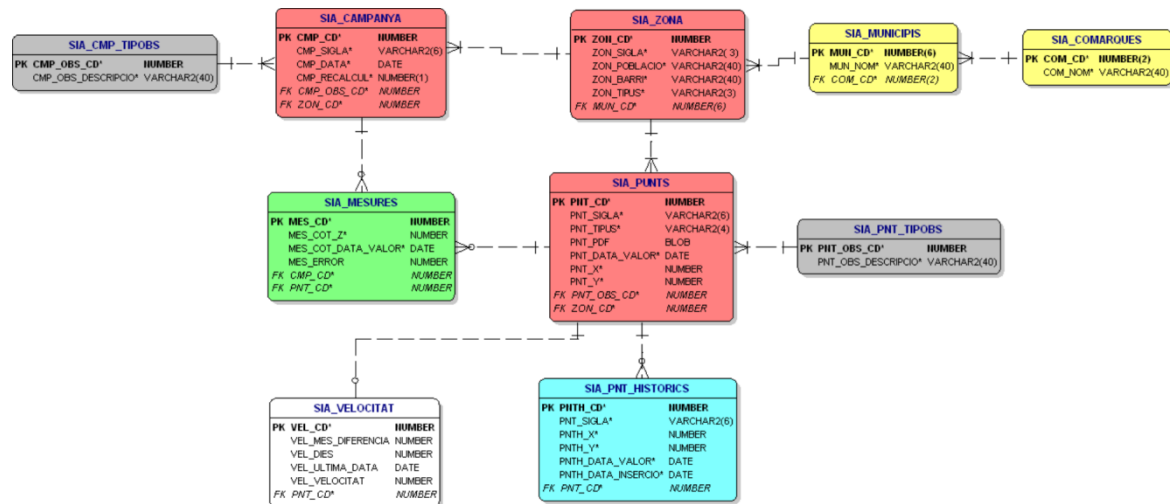 SIA_CMP_TIPOBS
PK CMP_OBS_CD* NUMBER
CMP_OBS_DESCRIPCIO* VARCHAR2(40)
SIA_CAMPANYA
PK CMP_CD* NUMBER
CMP_SIGLA* VARCHAR2(6)
CMP_DATA* DATE
CMP_RECALCUL* NUMBER(1)
FK CMP_OBS_CD* NUMBER
FK ZON_CD* NUMBER
SIA_ZONA
PK ZON_CD* NUMBER
ZON_SIGLA* VARCHAR2( 3)
ZON_POBLACIO* VARCHAR2(40)
ZON_BARRI* VARCHAR2(40)
ZON_TIPUS* VARCHAR2(3)
FK MUN_CD* NUMBER(6)
SIA_MUNICIPIS
PK MUN_CD* NUMBER(6)
MUN_NOM* VARCHAR2(40)
FK COM_CD* NUMBER(2)
SIA_COMARQUES
PK COM_CD* NUMBER(2)
COM_NOM* VARCHAR2(40)
SIA_MESURES
PK MES_CD* NUMBER
MES_COT_Z* NUMBER
MES_COT_DATA_VALOR* DATE
MES_ERROR NUMBER
FK CMP_CD* NUMBER
FK PNT_CD* NUMBER
SIA_PUNTS
PK PNT_CD* NUMBER
PNT_SIGLA* VARCHAR2(6)
PNT_TIPUS* VARCHAR2(4)
PNT_PDF BLOB
PNT_DATA_VALOR* DATE
PNT_X* NUMBER
PNT_Y* NUMBER
FK PNT_OBS_CD* NUMBER
FK ZON_CD* NUMBER
SIA_PNT_TIPOBS
PK PNT_OBS_CD* NUMBER
PNT_OBS_DESCRIPCIO* VARCHAR2(40)
SIA_VELOCITAT
PK VEL_CD* NUMBER
VEL_MES_DIFERENCIA NUMBER
VEL_DIES NUMBER
VEL_ULTIMA_DATA DATE
VEL_VELOCITAT NUMBER
FK PNT_CD* NUMBER
SIA_PNT_HISTORICS
PK PNTH_CD* NUMBER
PNT_SIGLA* VARCHAR2(6)
PNTH_X* NUMBER
PNTH_Y* NUMBER
PNTH_DATA_VALOR* DATE
PNTH_DATA_INSERCIO* DATE
FK PNT_CD* NUMBER